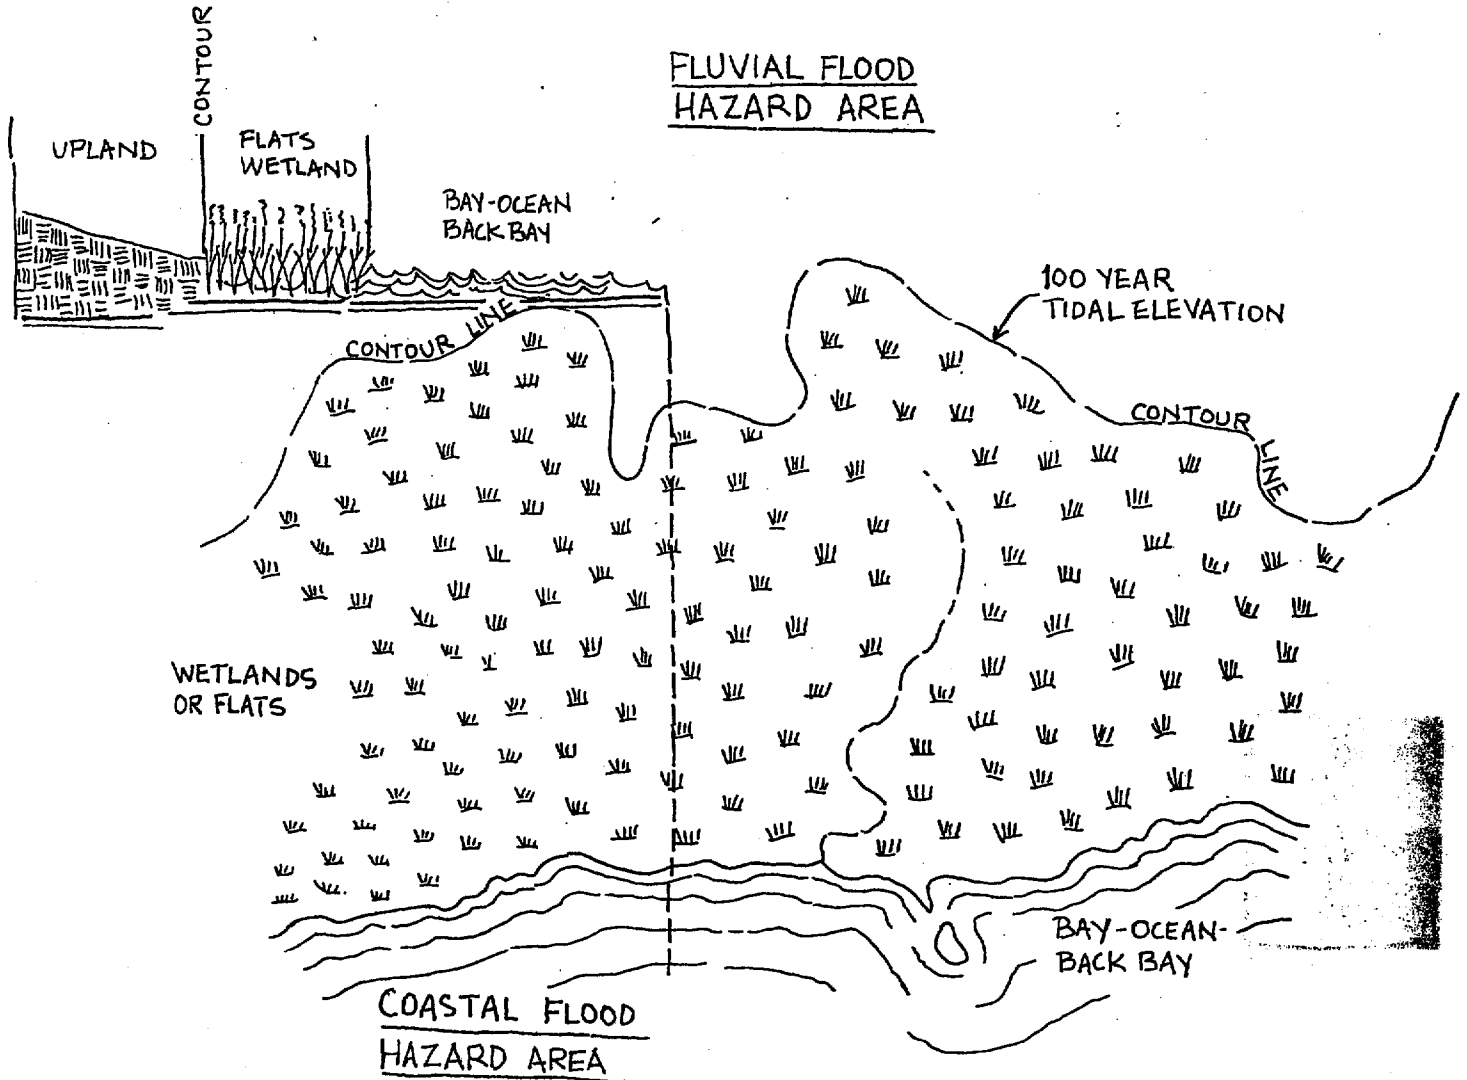 CONTOUR
UPLAND
FLATS
WETLAND
BAY-OCEAN
BACK BAY
FLUVIAL FLOOD
HAZARD AREA
100 YEAR
TIDAL ELEVATION
CONTOUR LINE
CONTOUR LINE
WETLANDS
OR FLATS
BAY-OCEAN-
BACK BAY
COASTAL FLOOD
HAZARD AREA